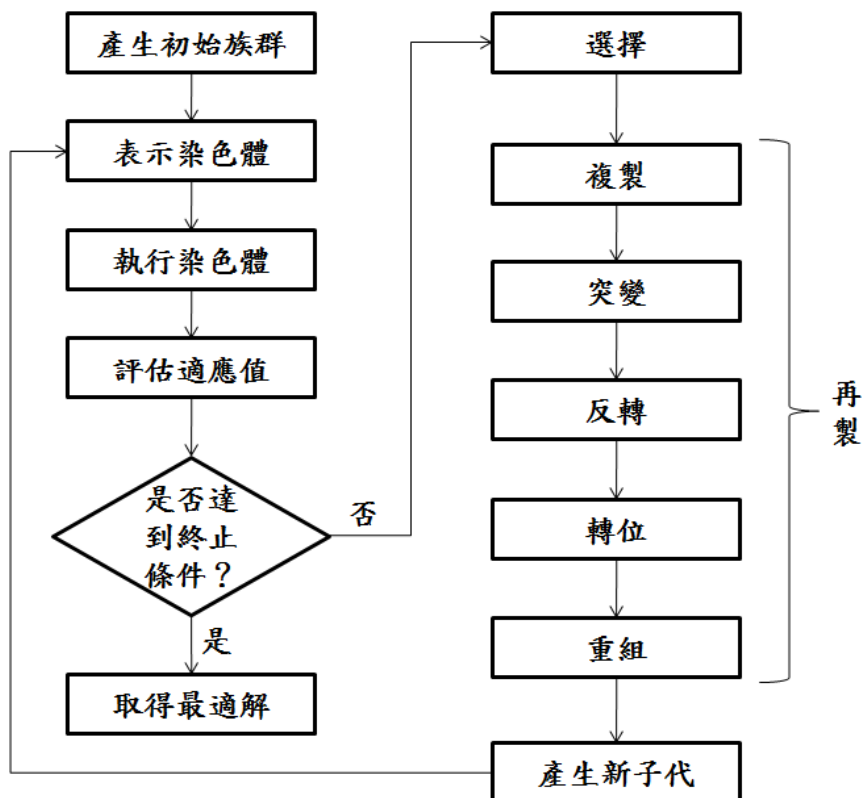 產生初始族群
表示染色體
執行染色體
評估適應值
是否達
到終止
條件？
否
是
取得最適解
選擇
複製
突變
反轉
轉位
重組
再
製
產生新子代